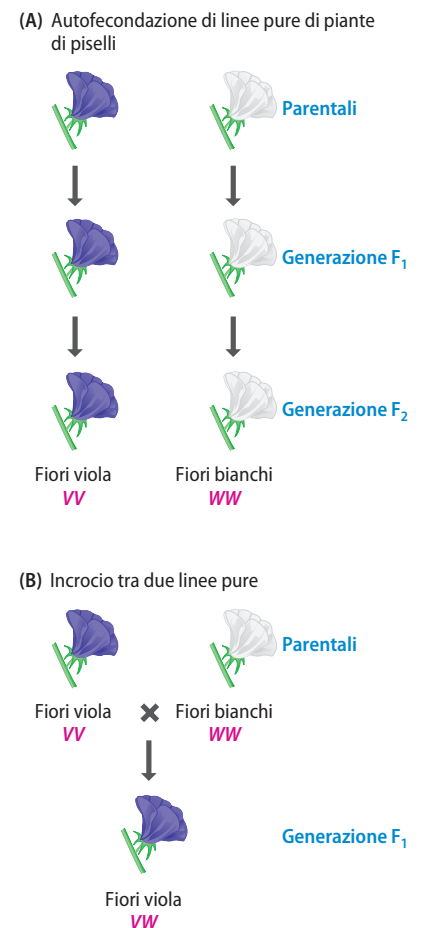 (A) Autofecondazione di linee pure di piante
di piselli
Parentali
Generazione F₁
Generazione F₂
Fiori viola
VV
Fiori bianchi
WW
(B) Incrocio tra due linee pure
Parentali
Fiori viola
VV
×
Fiori bianchi
WW
Generazione F₁
Fiori viola
VW